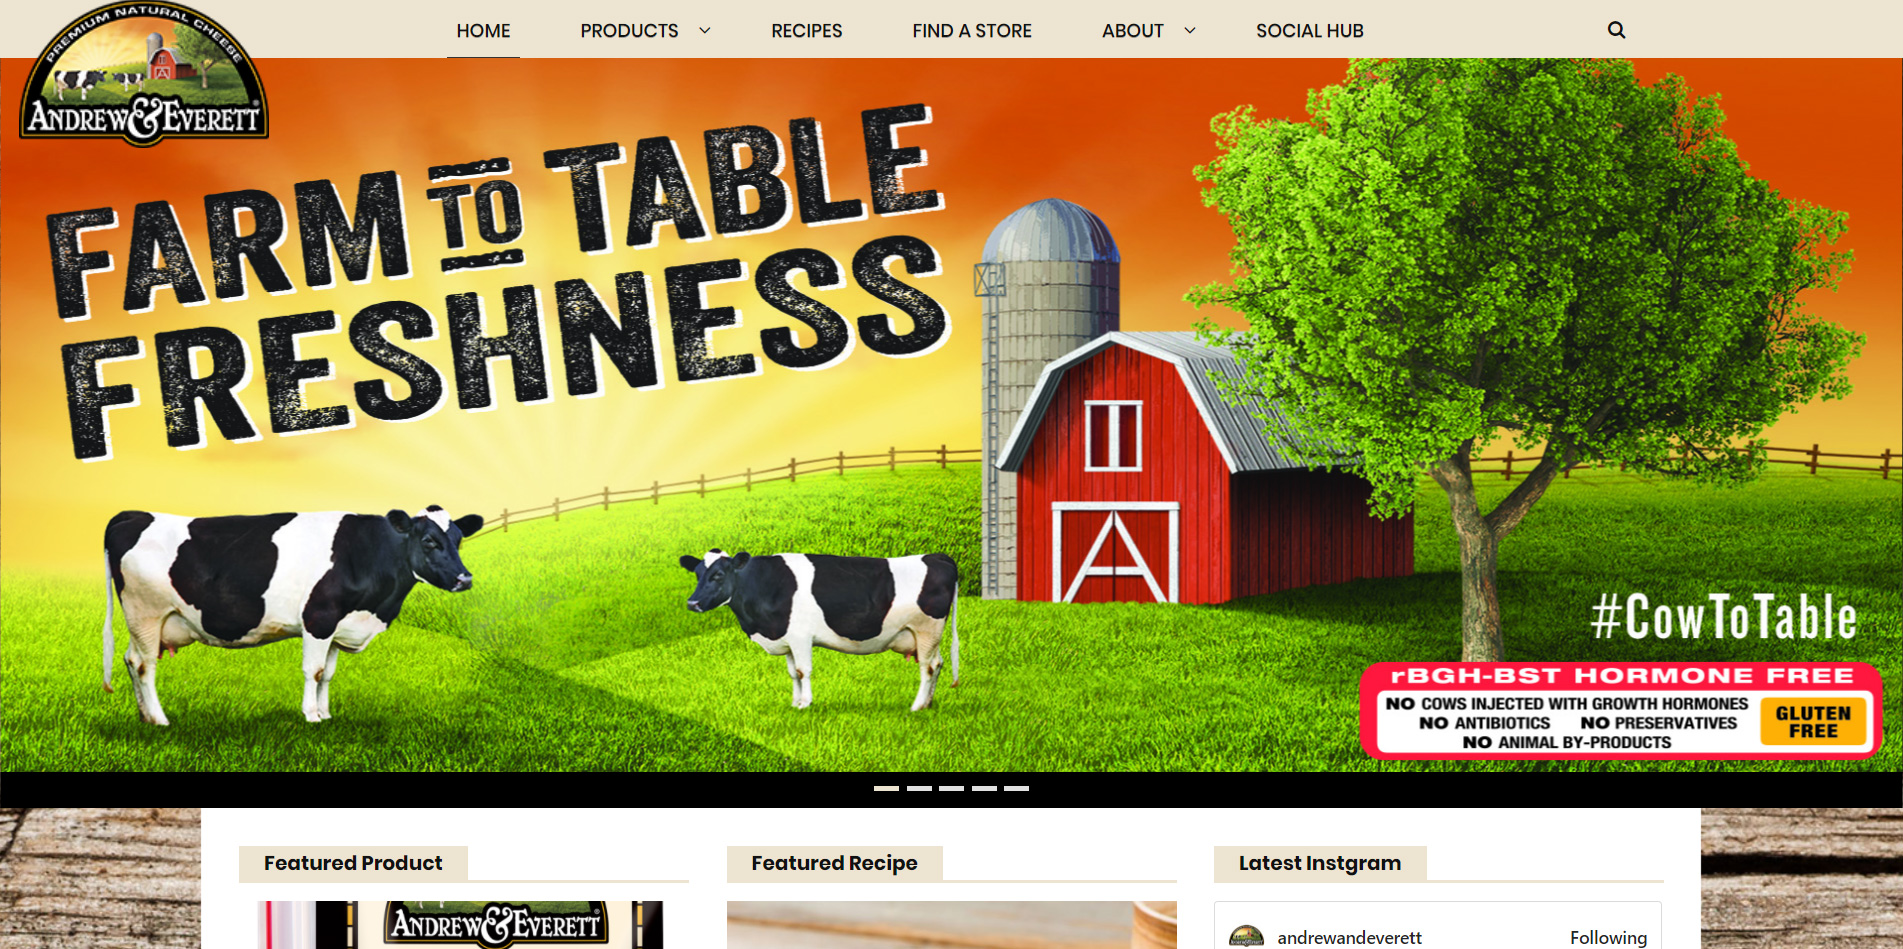 PREMIUM NATURAL CHEESE
ANDREW & EVERETT®
HOME PRODUCTS RECIPES FIND A STORE ABOUT SOCIAL HUB
FARM TO TABLE
FRESHNESS
#COWTOTABLE
rBGH-BST HORMONE FREE
NO COWS INJECTED WITH GROWTH HORMONES
NO ANTIBIOTICS NO PRESERVATIVES
NO ANIMAL BY-PRODUCTS
GLUTEN
FREE
Featured Product
Featured Recipe
Latest Instgram
ANDREW & EVERETT®
andrewandeverett Following